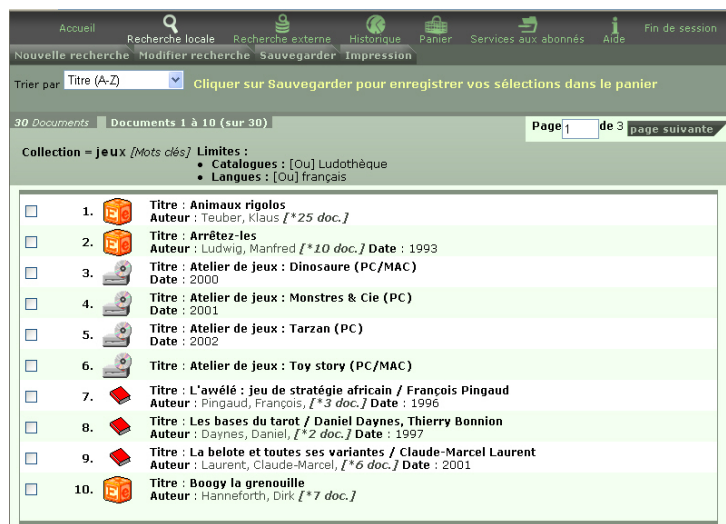 Accueil Recherche locale Recherche externe Historique Panier Services aux abonnés Aide Fin de session
Nouvelle recherche Modifier recherche Sauvegarder Impression
Trier par Titre (A-Z) Cliquer sur Sauvegarder pour enregistrer vos sélections dans le panier
30 Documents Documents 1 à 10 (sur 30) Page 1 de 3 page suivante
Collection = jeux [Mots clés] Limites :
• Catalogues : [Ou] Ludothèque
• Langues : [Ou] français
1. Titre : Animaux rigolos
Auteur : Teuber, Klaus [*25 doc.]
2. Titre : Arrêtez-les
Auteur : Ludwig, Manfred [*10 doc.] Date : 1993
3. Titre : Atelier de jeux : Dinosaure (PC/MAC)
Date : 2000
4. Titre : Atelier de jeux : Monstres & Cie (PC)
Date : 2001
5. Titre : Atelier de jeux : Tarzan (PC)
Date : 2002
6. Titre : Atelier de jeux : Toy story (PC/MAC)
7. Titre : L'awélé : jeu de stratégie africain / François Pingaud
Auteur : Pingaud, François, [*3 doc.] Date : 1996
8. Titre : Les bases du tarot / Daniel Daynes, Thierry Bonnion
Auteur : Daynes, Daniel, [*2 doc.] Date : 1997
9. Titre : La belote et toutes ses variantes / Claude-Marcel Laurent
Auteur : Laurent, Claude-Marcel, [*6 doc.] Date : 2001
10. Titre : Boogy la grenouille
Auteur : Hanneforth, Dirk [*7 doc.]